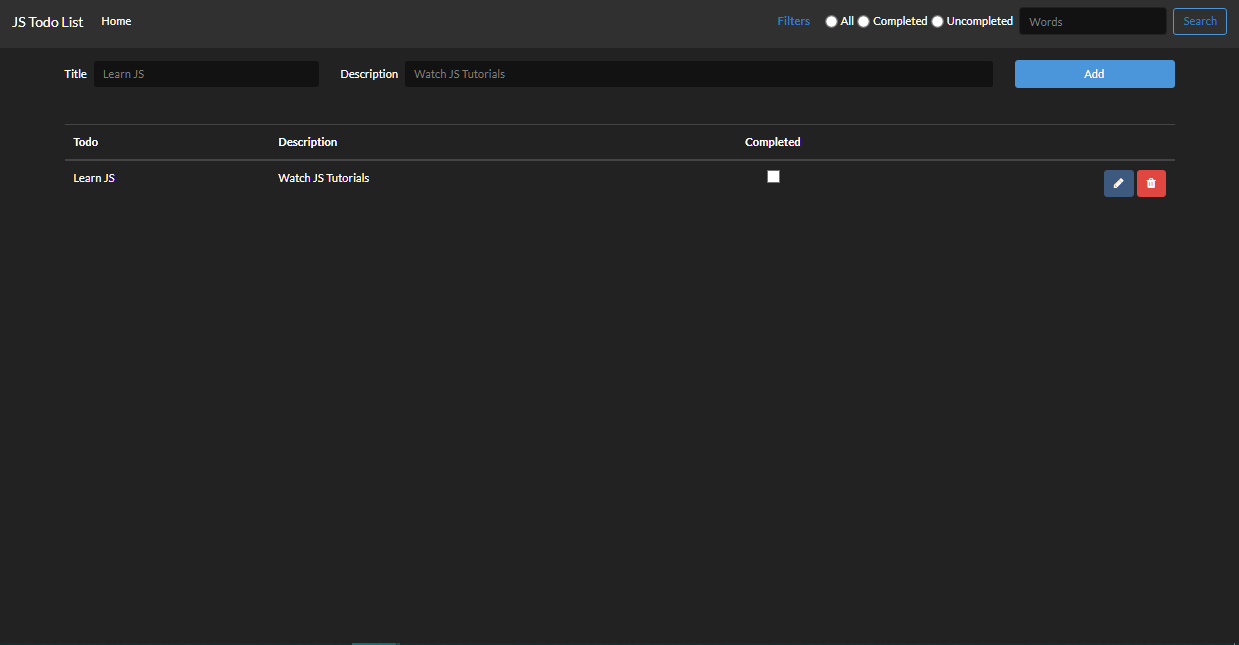 JS Todo List Home Filters All Completed Uncompleted Words Search
Title Learn JS Description Watch JS Tutorials Add
Todo Description Completed
Learn JS Watch JS Tutorials